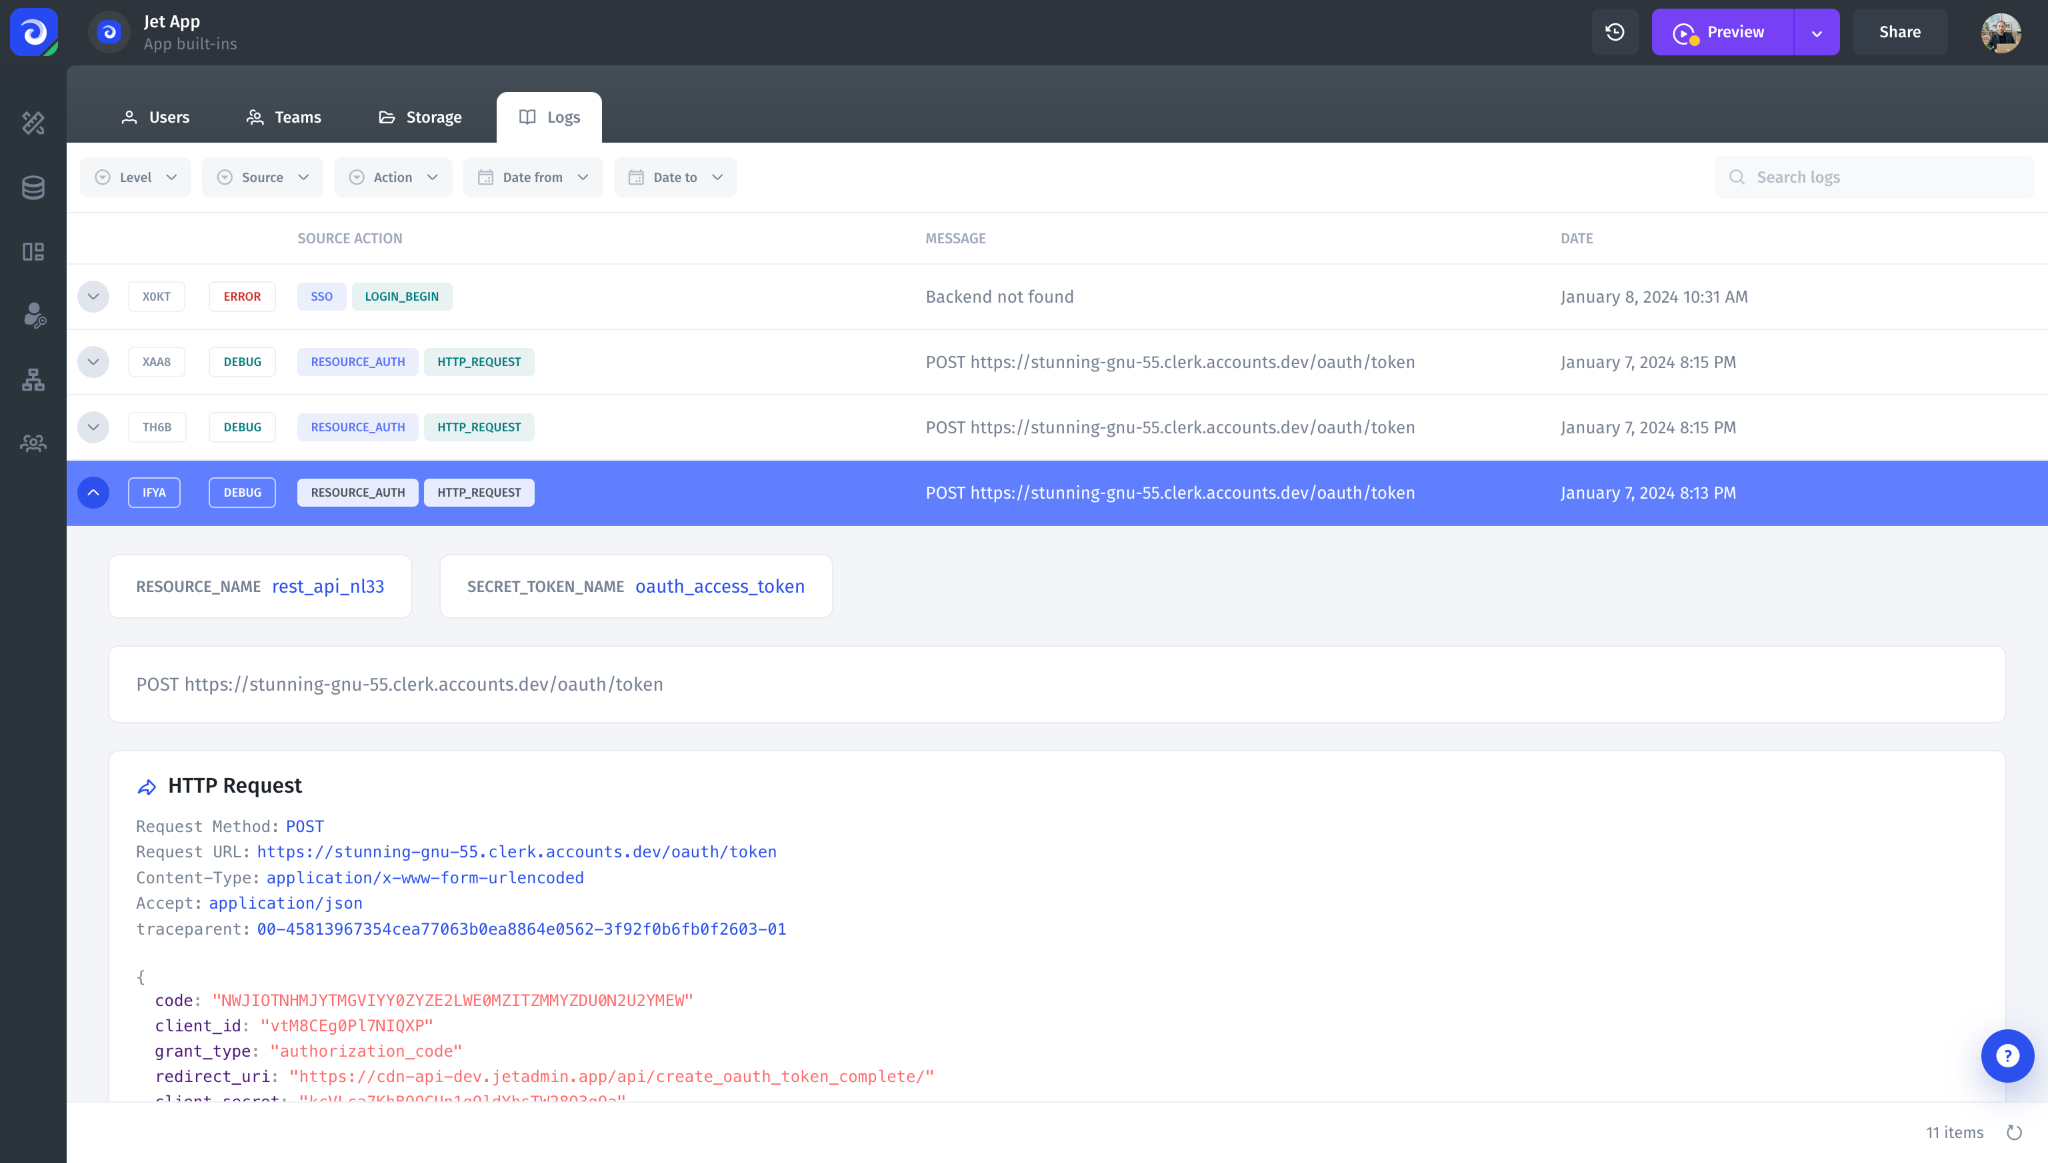 Jet App
App built-ins
Preview
Share
Users
Teams
Storage
Logs
Level
Source
Action
Date from
Date to
Search logs
SOURCE ACTION
MESSAGE
DATE
X0KT
ERROR
SSO
LOGIN_BEGIN
Backend not found
January 8, 2024 10:31 AM
XAA8
DEBUG
RESOURCE_AUTH
HTTP_REQUEST
POST https://stunning-gnu-55.clerk.accounts.dev/oauth/token
January 7, 2024 8:15 PM
TH6B
DEBUG
RESOURCE_AUTH
HTTP_REQUEST
POST https://stunning-gnu-55.clerk.accounts.dev/oauth/token
January 7, 2024 8:15 PM
IFYA
DEBUG
RESOURCE_AUTH
HTTP_REQUEST
POST https://stunning-gnu-55.clerk.accounts.dev/oauth/token
January 7, 2024 8:13 PM
RESOURCE_NAME rest_api_nl33
SECRET_TOKEN_NAME oauth_access_token
POST https://stunning-gnu-55.clerk.accounts.dev/oauth/token
HTTP Request
Request Method: POST
Request URL: https://stunning-gnu-55.clerk.accounts.dev/oauth/token
Content-Type: application/x-www-form-urlencoded
Accept: application/json
traceparent: 00-45813967354cea77063b0ea8864e0562-3f92f0b6fb0f2603-01
{
code: "NWJIOTNHMJYTMGVIYY0ZYZE2LWE0MZITZMMYZDU0N2U2YMEW"
client_id: "vtM8CEg0Pl7NIQXP"
grant_type: "authorization_code"
redirect_uri: "https://cdn-api-dev.jetadmin.app/api/create_oauth_token_complete/"
client_secret:
?
11 items